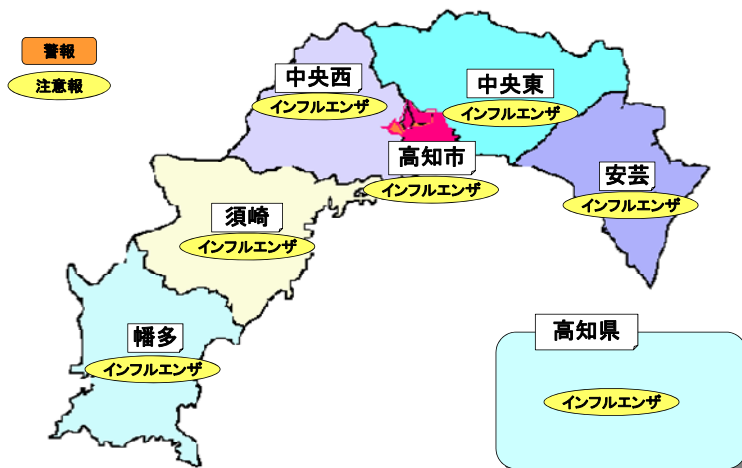 警報
注意報
中央西
インフルエンザ
中央東
インフルエンザ
高知市
インフルエンザ
安芸
インフルエンザ
須崎
インフルエンザ
幡多
インフルエンザ
高知県
インフルエンザ